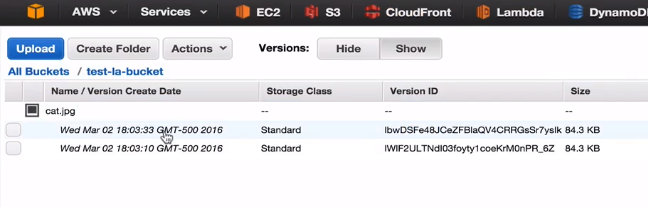 AWS Services EC2 S3 CloudFront Lambda DynamoD
Upload Create Folder Actions Versions: Hide Show
All Buckets / test-la-bucket
Name / Version Create Date Storage Class Version ID Size
cat.jpg -- -- --
Wed Mar 02 18:03:33 GMT-500 2016 Standard 84.3 KB
Wed Mar 02 18:03:10 GMT-500 2016 Standard 84.3 KB